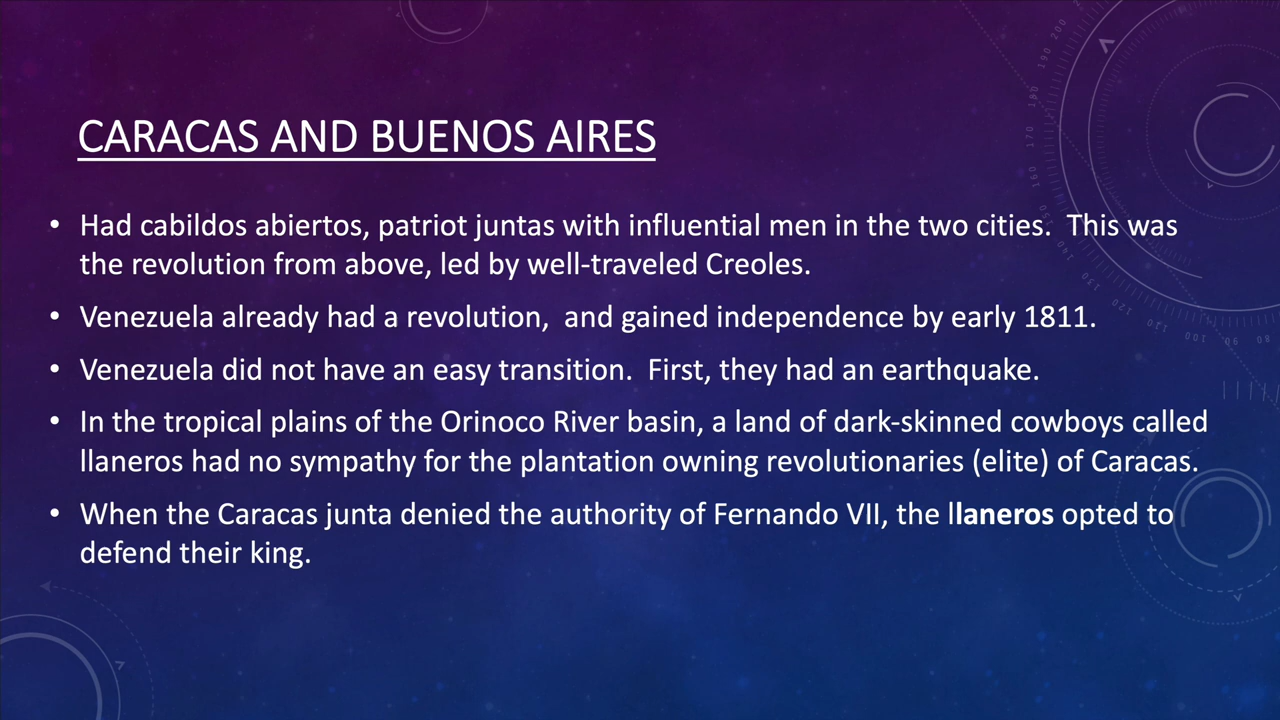 CARACAS AND BUENOS AIRES
• Had cabildos abiertos, patriot juntas with influential men in the two cities.  This was
the revolution from above, led by well-traveled Creoles.
• Venezuela already had a revolution,  and gained independence by early 1811.
• Venezuela did not have an easy transition.  First, they had an earthquake.
• In the tropical plains of the Orinoco River basin, a land of dark-skinned cowboys called
llaneros had no sympathy for the plantation owning revolutionaries (elite) of Caracas.
• When the Caracas junta denied the authority of Fernando VII, the llaneros opted to
defend their king.